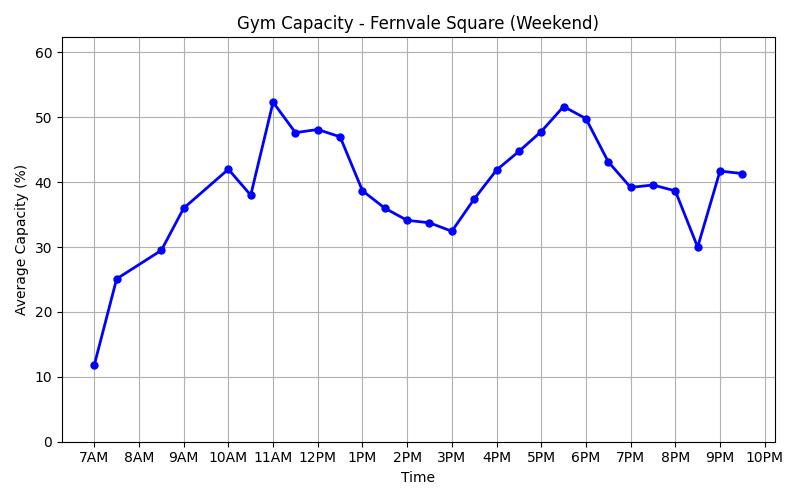 Gym Capacity - Fernvale Square (Weekend)
Average Capacity (%)
60
50
40
30
20
10
0
7AM 8AM 9AM 10AM 11AM 12PM 1PM 2PM 3PM 4PM 5PM 6PM 7PM 8PM 9PM 10PM
Time